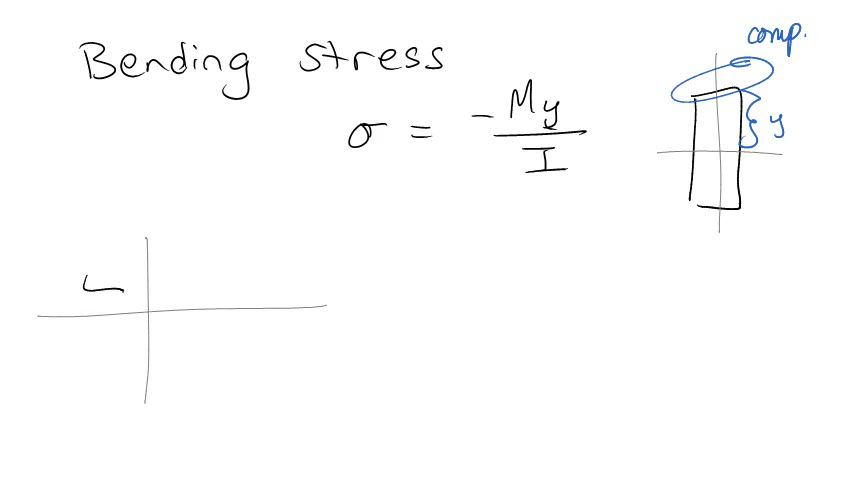 comp.
Bending stress
σ = -My/I
y